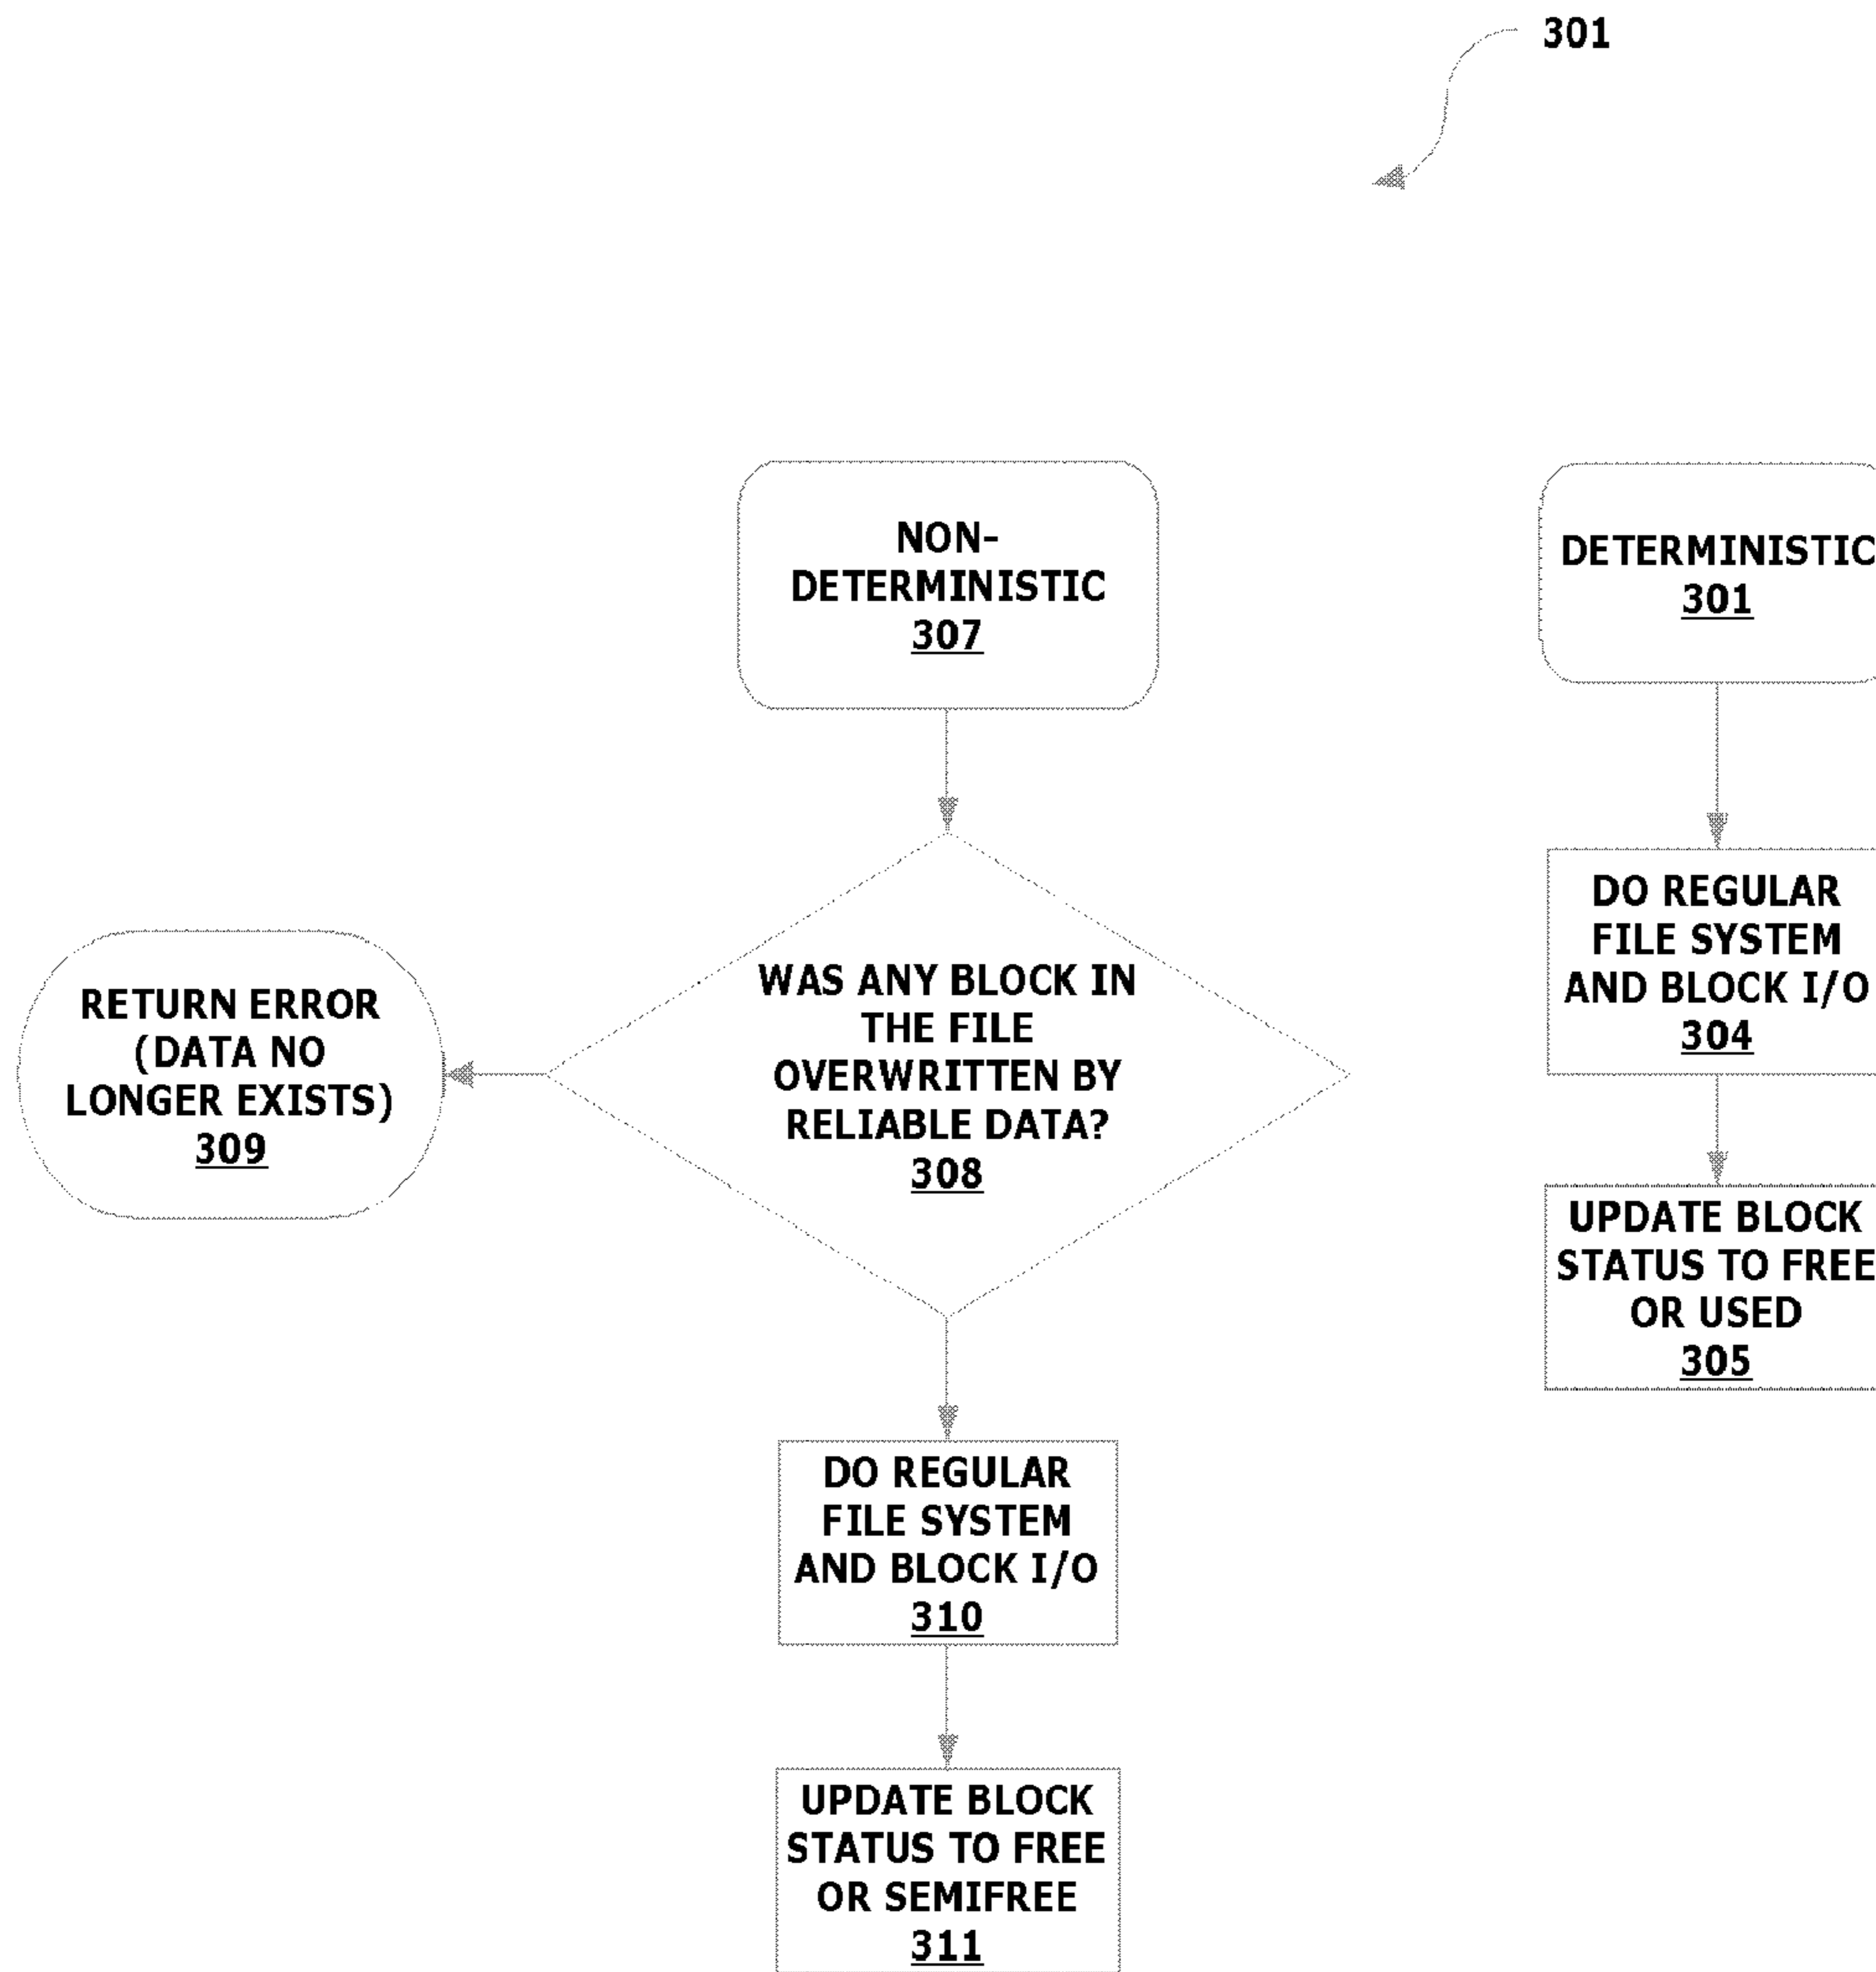 301
NON-
DETERMINISTIC
307
DETERMINISTIC
301
WAS ANY BLOCK IN
THE FILE
OVERWRITTEN BY
RELIABLE DATA?
308
RETURN ERROR
(DATA NO
LONGER EXISTS)
309
DO REGULAR
FILE SYSTEM
AND BLOCK I/O
304
UPDATE BLOCK
STATUS TO FREE
OR USED
305
DO REGULAR
FILE SYSTEM
AND BLOCK I/O
310
UPDATE BLOCK
STATUS TO FREE
OR SEMIFREE
311